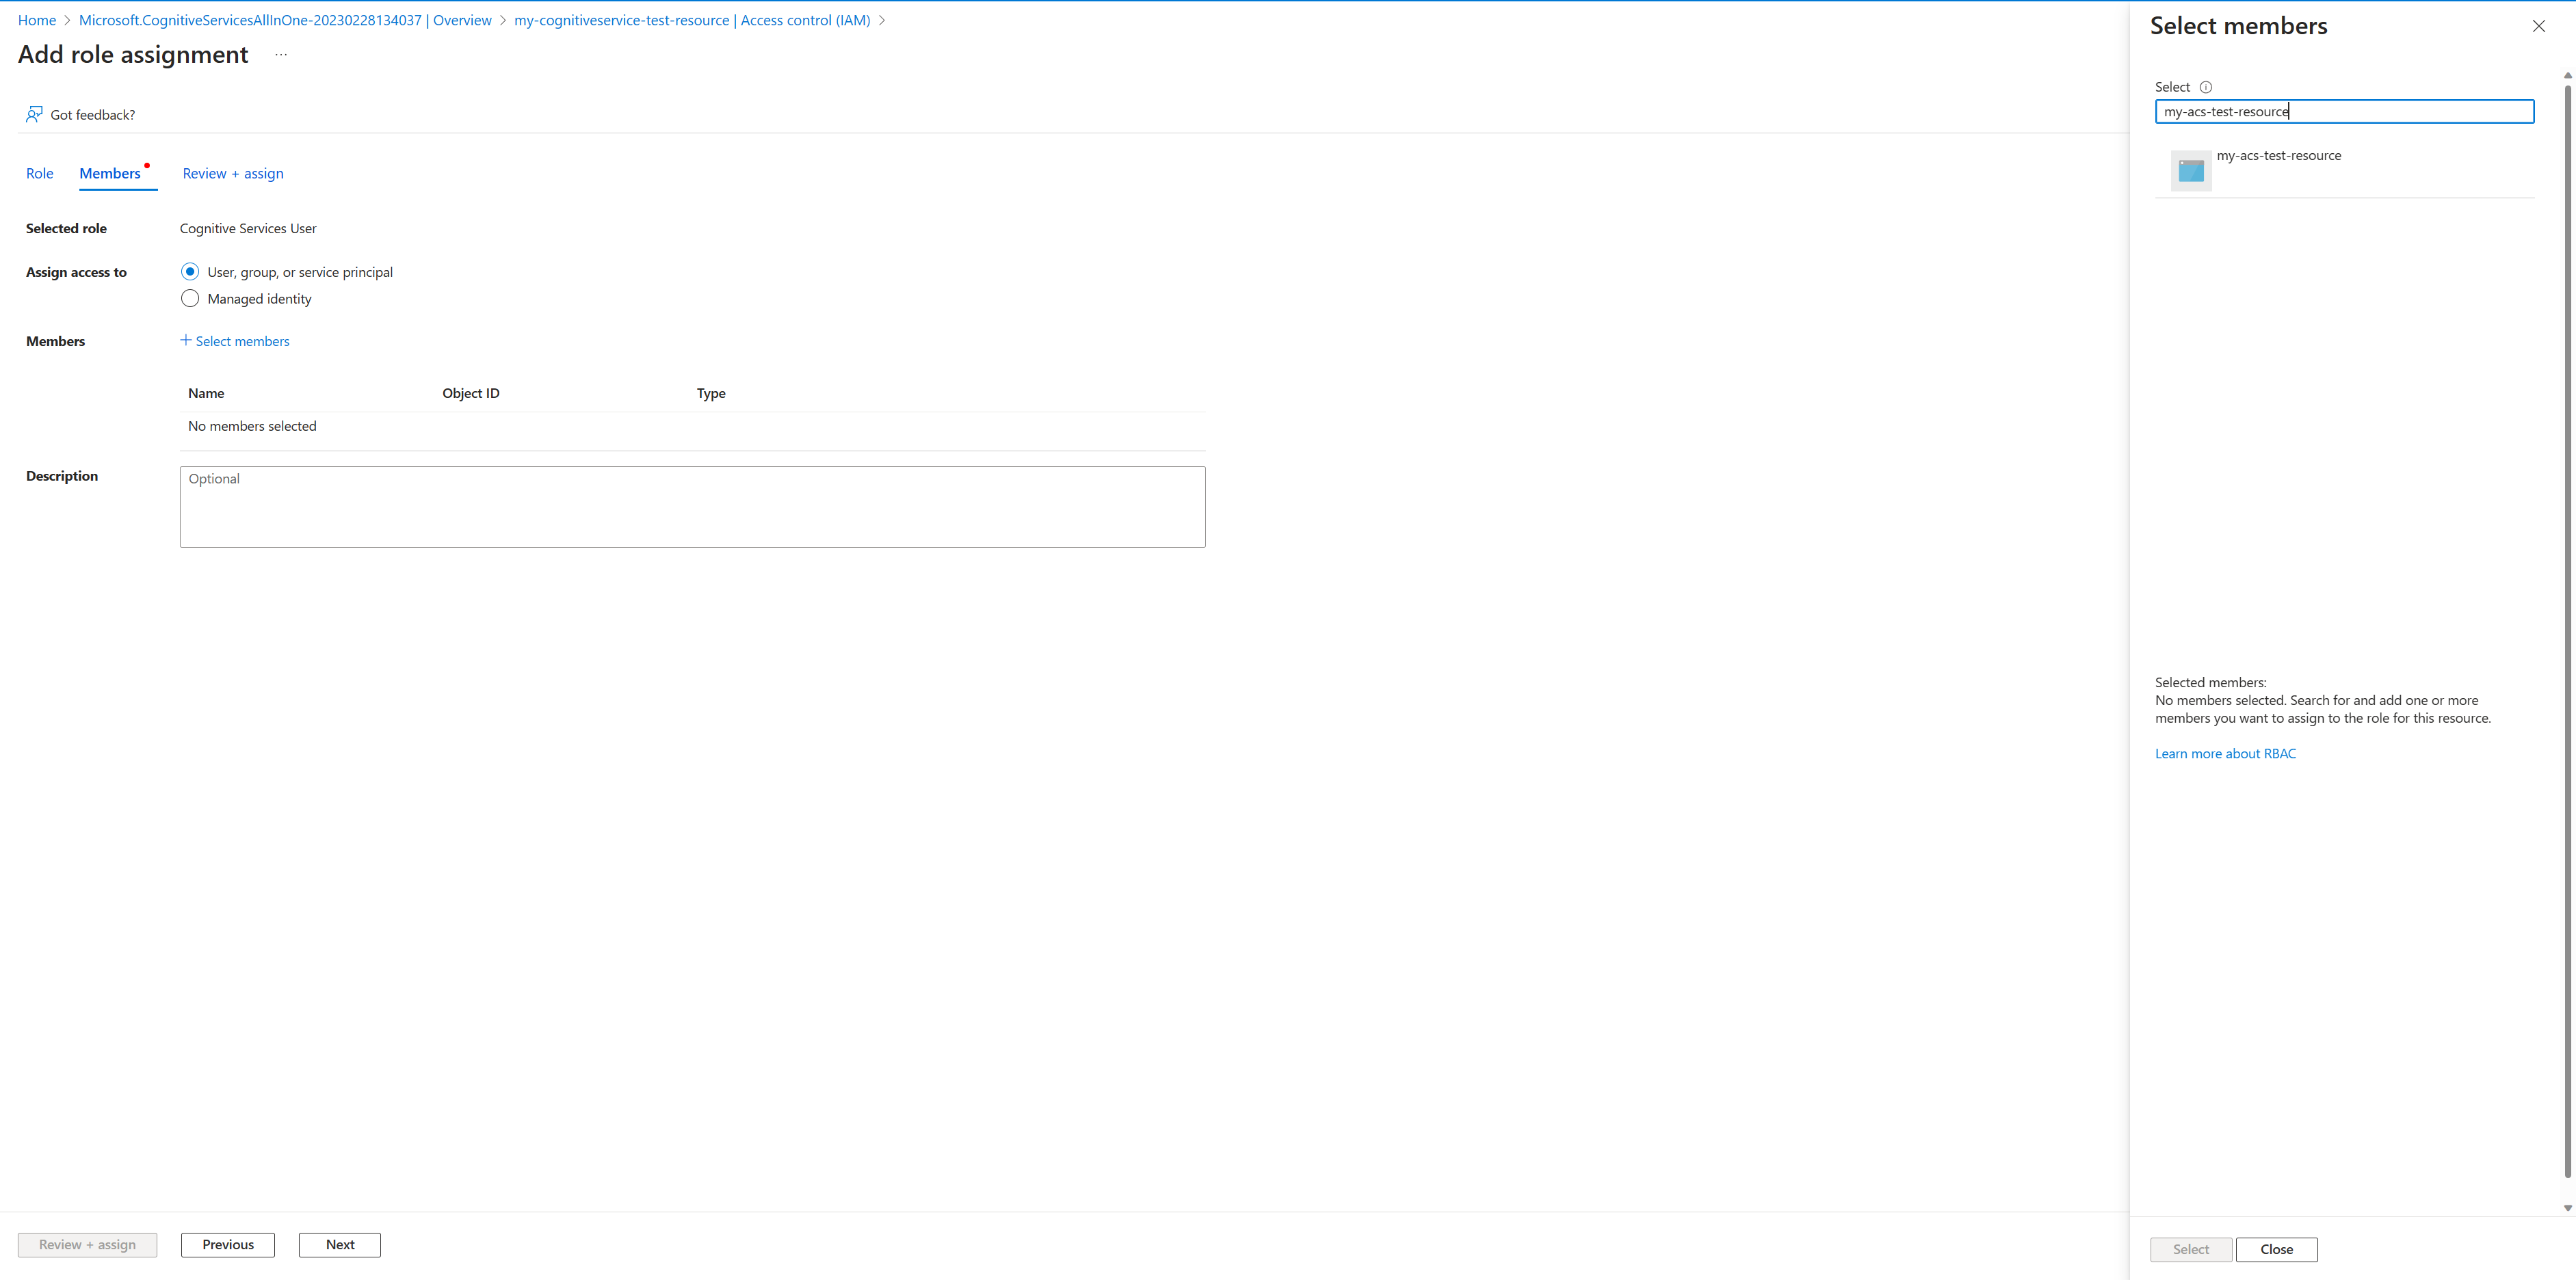 Home > Microsoft.CognitiveServicesAllInOne-20230228134037 | Overview > my-cognitiveservice-test-resource | Access control (IAM) >
Add role assignment ...
Got feedback?
Role Members Review + assign
Selected role Cognitive Services User
Assign access to User, group, or service principal
Managed identity
Members + Select members
Name Object ID Type
No members selected
Description Optional
Review + assign Previous Next
Select members
Select
my-acs-test-resource
my-acs-test-resource
Selected members:
No members selected. Search for and add one or more
members you want to assign to the role for this resource.
Learn more about RBAC
Select Close